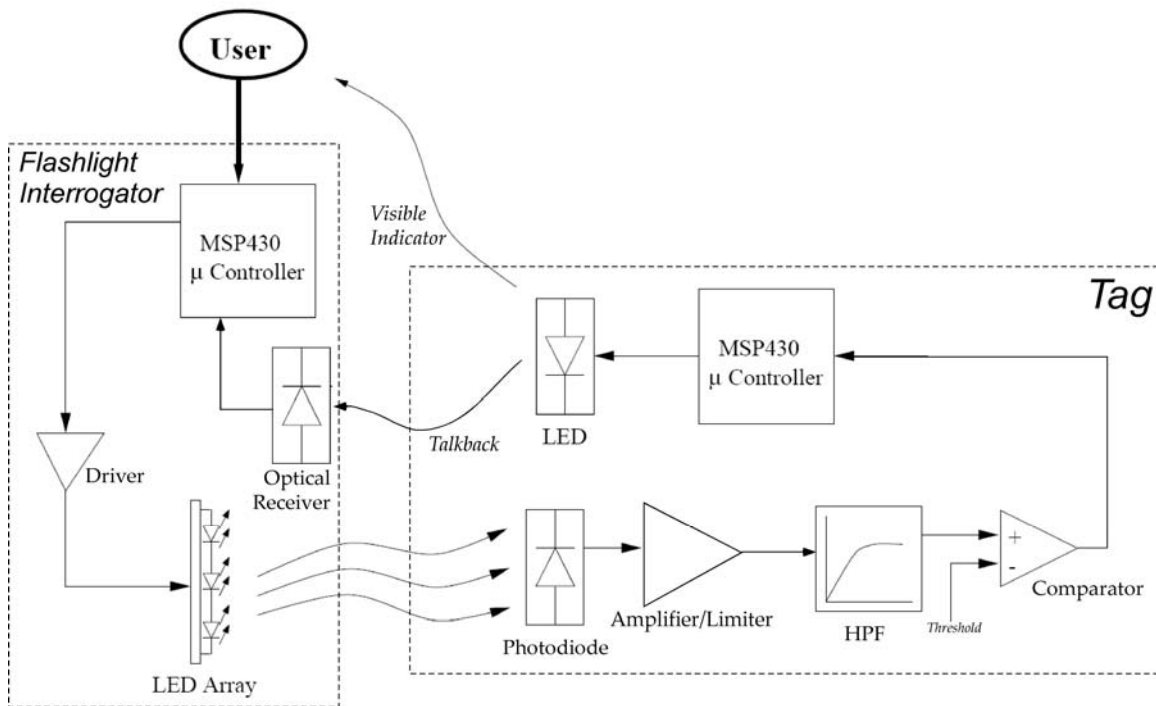 User
Flashlight
Interrogator
MSP430
μ Controller
Visible
Indicator
Tag
MSP430
μ Controller
LED
Talkback
Driver
Optical
Receiver
LED Array
Photodiode
Amplifier/Limiter
HPF
+
-
Threshold
Comparator